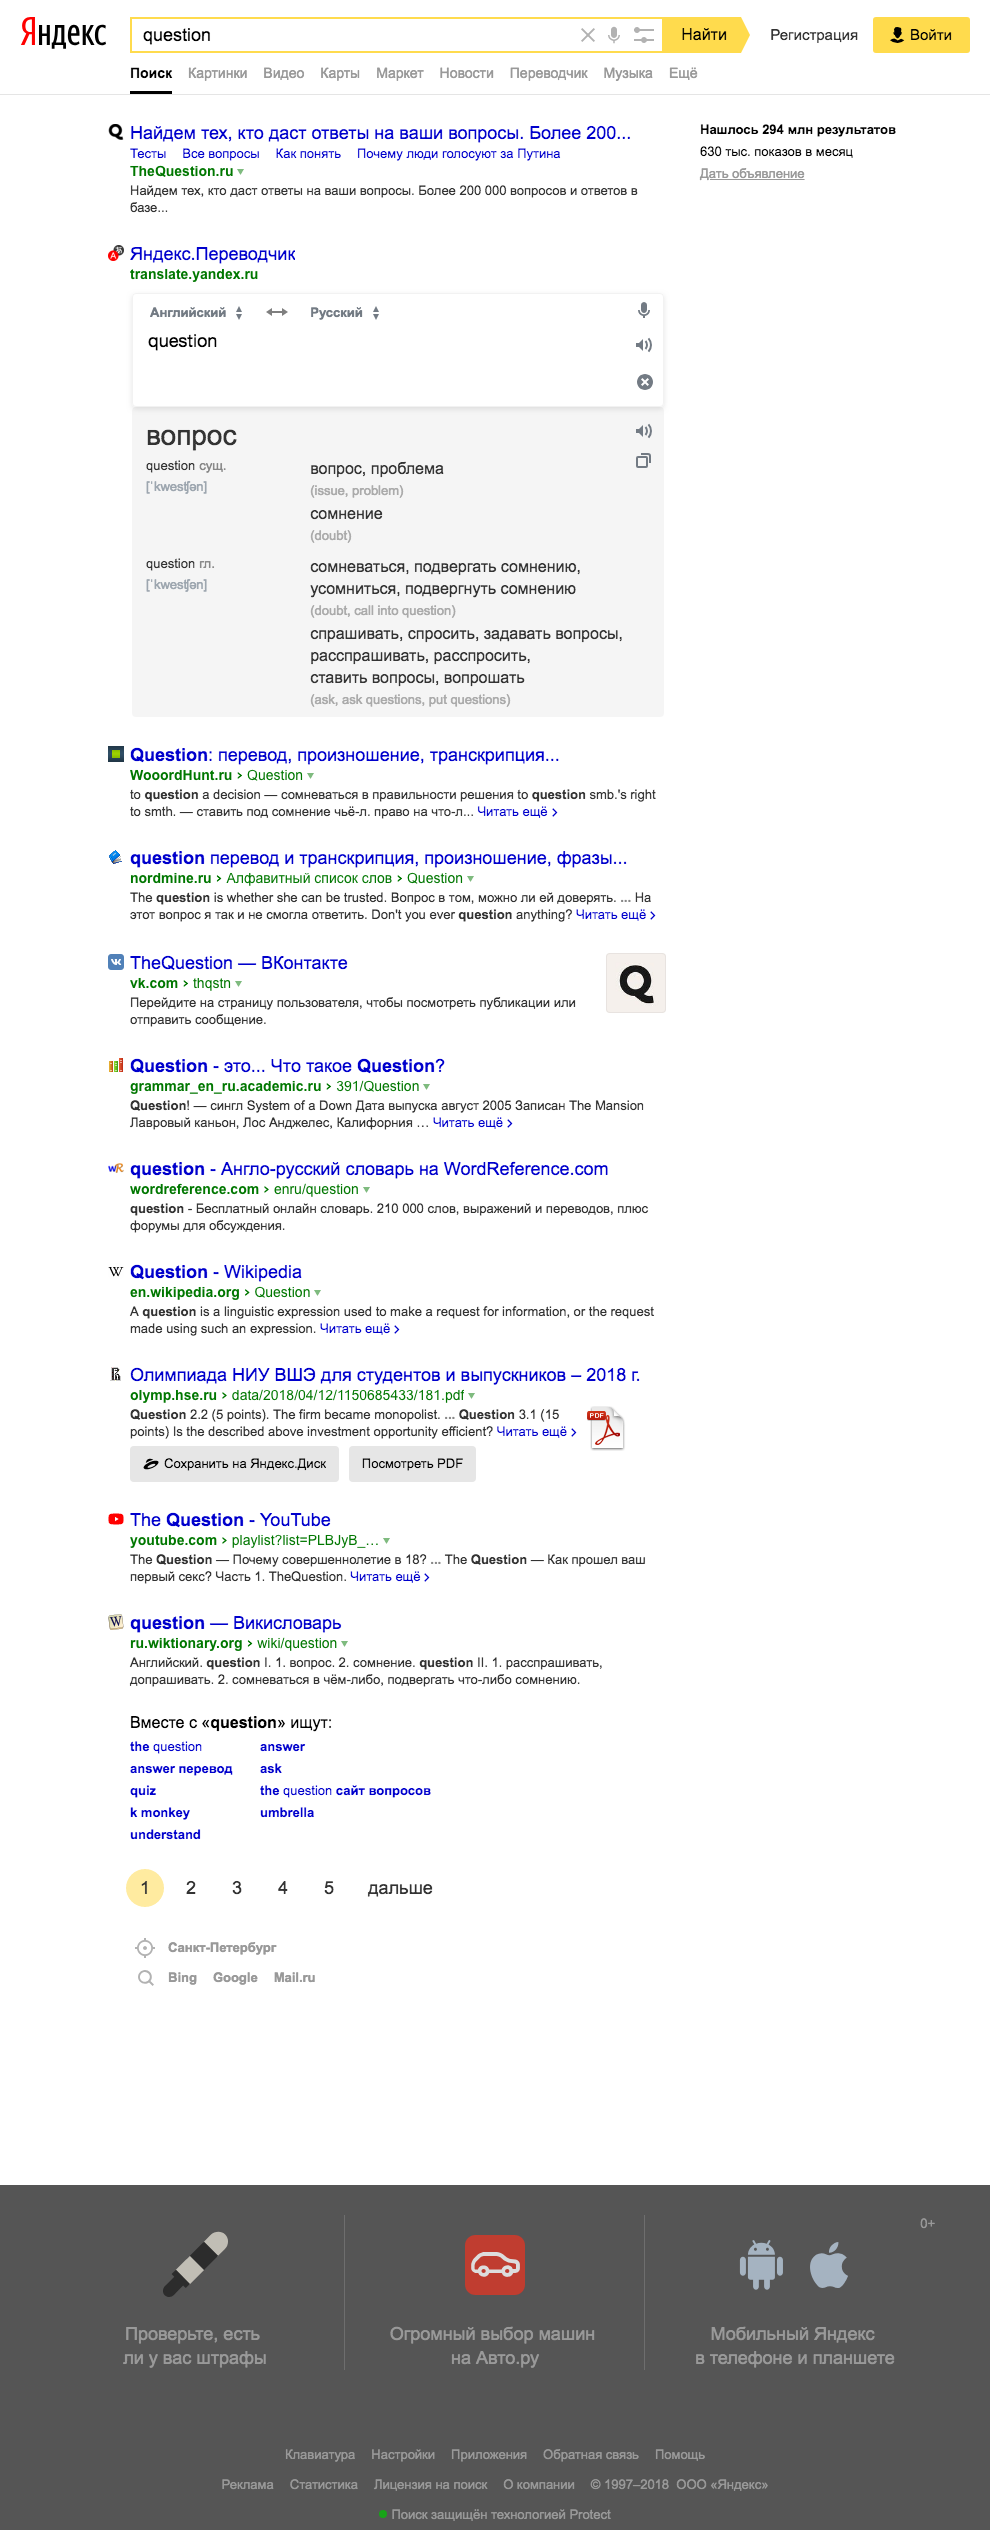 Яндекс
question
Найти
Регистрация
Войти
Поиск Картинки Видео Карты Маркет Новости Переводчик Музыка Ещё
Найдем тех, кто даст ответы на ваши вопросы. Более 200...
Тесты Все вопросы Как понять Почему люди голосуют за Путина
TheQuestion.ru
Найдем тех, кто даст ответы на ваши вопросы. Более 200 000 вопросов и ответов в
базе...
Нашлось 294 млн результатов
630 тыс. показов в месяц
Дать объявление
Яндекс.Переводчик
translate.yandex.ru
Английский Русский
question
вопрос
question сущ.
[ˈkwestʃən]
вопрос, проблема
(issue, problem)
сомнение
(doubt)
question гл.
[ˈkwestʃən]
сомневаться, подвергать сомнению,
усомниться, подвергнуть сомнению
(doubt, call into question)
спрашивать, спросить, задавать вопросы,
расспрашивать, расспросить,
ставить вопросы, вопрошать
(ask, ask questions, put questions)
Question: перевод, произношение, транскрипция...
WooordHunt.ru › Question
to question a decision — сомневаться в правильности решения to question smb.'s right
to smth. — ставить под сомнение чьё-л. право на что-л... Читать ещё ›
question перевод и транскрипция, произношение, фразы...
nordmine.ru › Алфавитный список слов › Question
The question is whether she can be trusted. Вопрос в том, можно ли ей доверять. ... На
этот вопрос я так и не смогла ответить. Don't you ever question anything? Читать ещё ›
TheQuestion — ВКонтакте
vk.com › thqstn
Перейдите на страницу пользователя, чтобы посмотреть публикации или
отправить сообщение.
Q
Question - это... Что такое Question?
grammar_en_ru.academic.ru › 391/Question
Question! — сингл System of a Down Дата выпуска август 2005 Записан The Mansion
Лавровый каньон, Лос Анджелес, Калифорния … Читать ещё ›
question - Англо-русский словарь на WordReference.com
wordreference.com › enru/question
question - Бесплатный онлайн словарь. 210 000 слов, выражений и переводов, плюс
форумы для обсуждения.
Question - Wikipedia
en.wikipedia.org › Question
A question is a linguistic expression used to make a request for information, or the request
made using such an expression. Читать ещё ›
Олимпиада НИУ ВШЭ для студентов и выпускников – 2018 г.
olymp.hse.ru › data/2018/04/12/1150685433/181.pdf
Question 2.2 (5 points). The firm became monopolist. ... Question 3.1 (15
points) Is the described above investment opportunity efficient? Читать ещё ›
PDF
Сохранить на Яндекс.Диск Посмотреть PDF
The Question - YouTube
youtube.com › playlist?list=PLBJyB_…
The Question — Почему совершеннолетие в 18? ... The Question — Как прошел ваш
первый секс? Часть 1. TheQuestion. Читать ещё ›
question — Викисловарь
ru.wiktionary.org › wiki/question
Английский. question I. 1. вопрос. 2. сомнение. question II. 1. расспрашивать,
допрашивать. 2. сомневаться в чём-либо, подвергать что-либо сомнению.
Вместе с «question» ищут:
the question answer
answer перевод ask
quiz the question сайт вопросов
k monkey umbrella
understand
1 2 3 4 5 дальше
Санкт-Петербург
Bing Google Mail.ru
0+
Проверьте, есть
ли у вас штрафы
Огромный выбор машин
на Авто.ру
Мобильный Яндекс
в телефоне и планшете
Клавиатура Настройки Приложения Обратная связь Помощь
Реклама Статистика Лицензия на поиск О компании © 1997–2018 ООО «Яндекс»
Поиск защищён технологией Protect